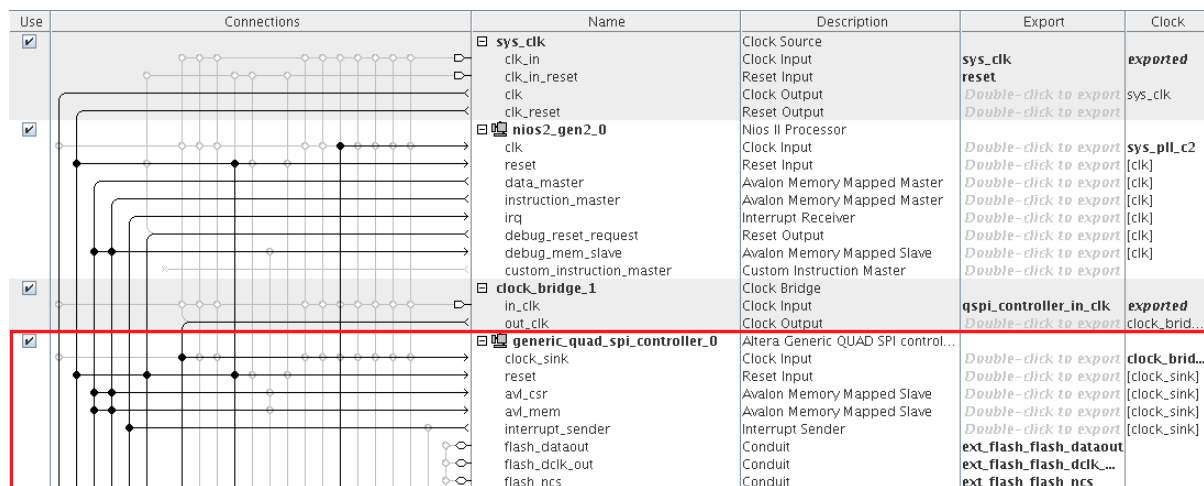 Use Connections Name Description Export Clock
sys_clk Clock Source
clk_in Clock Input sys_clk exported
clk_in_reset Reset Input reset
clk Clock Output Double-click to export sys_clk
clk_reset Reset Output Double-click to export
nios2_gen2_0 Nios II Processor
clk Clock Input Double-click to export sys_pll_c2
reset Reset Input Double-click to export [clk]
data_master Avalon Memory Mapped Master Double-click to export [clk]
instruction_master Avalon Memory Mapped Master Double-click to export [clk]
irq Interrupt Receiver Double-click to export [clk]
debug_reset_request Reset Output Double-click to export [clk]
debug_mem_slave Avalon Memory Mapped Slave Double-click to export [clk]
custom_instruction_master Custom Instruction Master Double-click to export
clock_bridge_1 Clock Bridge
in_clk Clock Input qspi_controller_in_clk exported
out_clk Clock Output Double-click to export clock_brid...
generic_quad_spi_controller_0 Altera Generic QUAD SPI control...
clock_sink Clock Input Double-click to export clock_brid...
reset Reset Input Double-click to export [clock_sink]
avl_csr Avalon Memory Mapped Slave Double-click to export [clock_sink]
avl_mem Avalon Memory Mapped Slave Double-click to export [clock_sink]
interrupt_sender Interrupt Sender Double-click to export [clock_sink]
flash_dataout Conduit ext_flash_flash_dataout
flash_dclk_out Conduit ext_flash_flash_dclk_...
flash_ncs Conduit ext_flash_flash_ncs